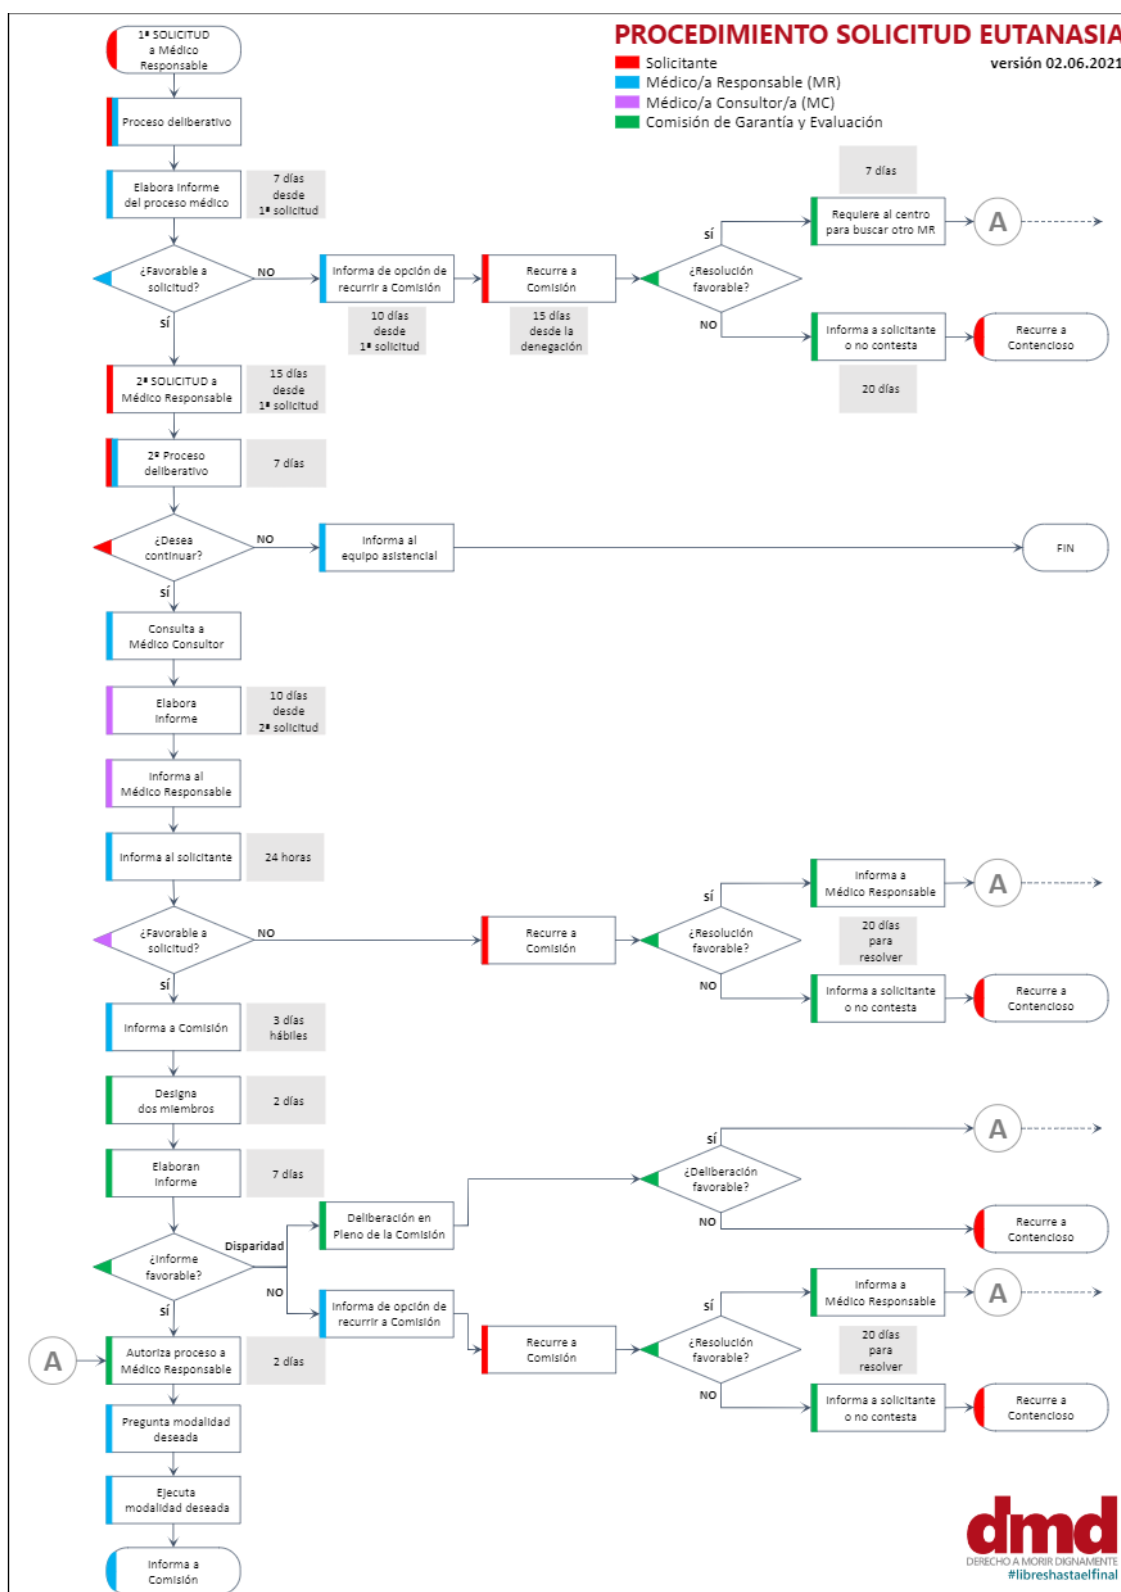 PROCEDIMIENTO SOLICITUD EUTANASIA
versión 02.06.2021
Solicitante
Médico/a Responsable (MR)
Médico/a Consultor/a (MC)
Comisión de Garantía y Evaluación
1ª SOLICITUD
a Médico
Responsable
Proceso deliberativo
Elabora Informe
del proceso médico
7 días
desde
1ª solicitud
¿Favorable a
solicitud?
NO
SÍ
Informa de opción de
recurrir a Comisión
10 días
desde
1ª solicitud
Recurre a
Comisión
15 días
desde la
denegación
¿Resolución
favorable?
SÍ
NO
7 días
Requiere al centro
para buscar otro MR
A
Informa a solicitante
o no contesta
20 días
Recurre a
Contencioso
2ª SOLICITUD a
Médico Responsable
15 días
desde
1ª solicitud
2º Proceso
deliberativo
7 días
¿Desea
continuar?
NO
SÍ
Informa al
equipo asistencial
FIN
Consulta a
Médico Consultor
Elabora
Informe
10 días
desde
2ª solicitud
Informa al
Médico Responsable
Informa al solicitante
24 horas
¿Favorable a
solicitud?
NO
SÍ
Recurre a
Comisión
¿Resolución
favorable?
SÍ
NO
Informa a
Médico Responsable
A
20 días
para
resolver
Informa a solicitante
o no contesta
Recurre a
Contencioso
Informa a Comisión
3 días
hábiles
Designa
dos miembros
2 días
Elaboran
Informe
7 días
¿Informe
favorable?
Disparidad
NO
SÍ
Deliberación en
Pleno de la Comisión
¿Deliberación
favorable?
SÍ
NO
A
Recurre a
Contencioso
Informa de opción de
recurrir a Comisión
Recurre a
Comisión
¿Resolución
favorable?
SÍ
NO
Informa a
Médico Responsable
A
20 días
para
resolver
Informa a solicitante
o no contesta
Recurre a
Contencioso
A
Autoriza proceso a
Médico Responsable
2 días
Pregunta modalidad
deseada
Ejecuta
modalidad deseada
Informa a
Comisión
dmd
DERECHO A MORIR DIGNAMENTE
#libreshastaelfinal